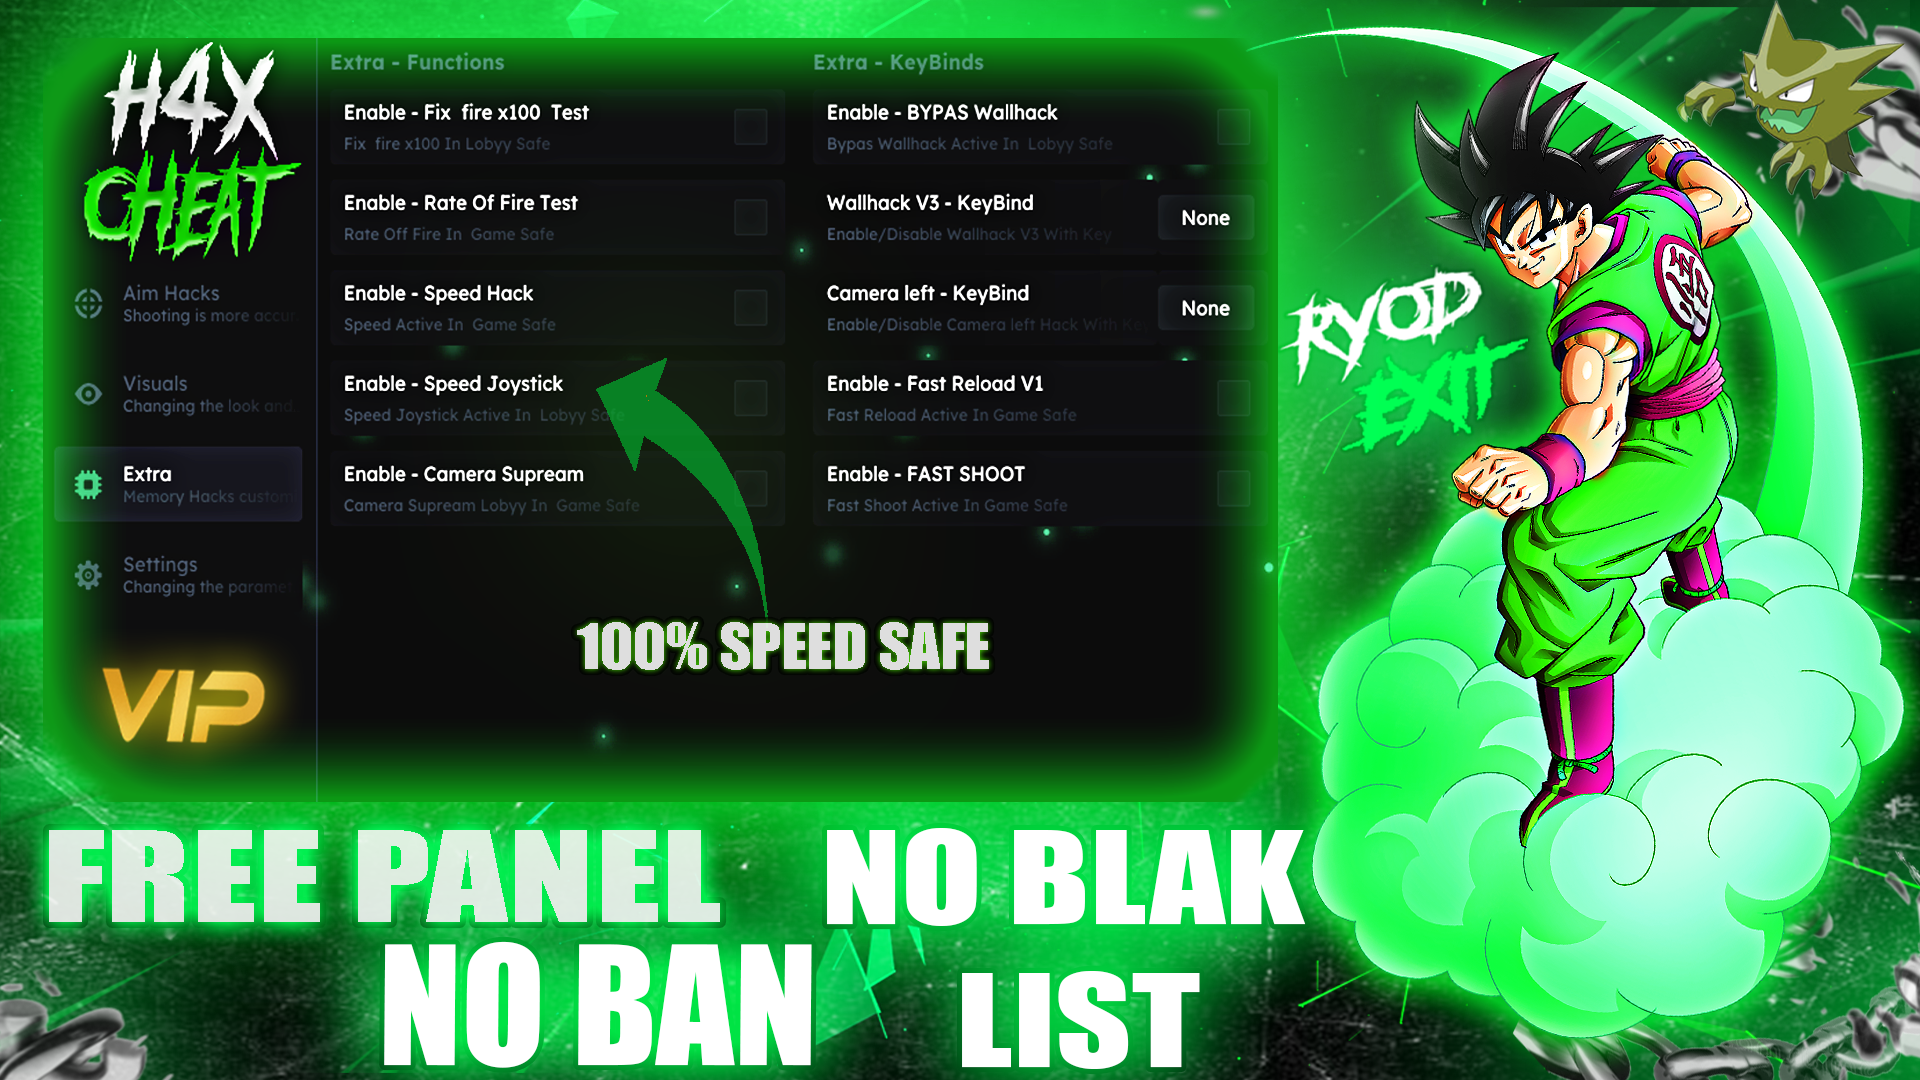 H4X
CHEAT
Aim Hacks
Shooting is more accur
Visuals
Changing the look and
Extra
Memory Hacks custom
Settings
Changing the parame
VIP
Extra - Functions
Enable - Fix fire x100 Test
Fix fire x100 In Lobyy Safe
Enable - Rate Of Fire Test
Rate Off Fire In Game Safe
Enable - Speed Hack
Speed Active In Game Safe
Enable - Speed Joystick
Speed Joystick Active In Lobyy Safe
Enable - Camera Supream
Camera Supream Lobyy In Game Safe
Extra - KeyBinds
Enable - BYPAS Wallhack
Bypas Wallhack Active In Lobyy Safe
Wallhack V3 - KeyBind
Enable/Disable Wallhack V3 With Key
None
Camera left - KeyBind
Enable/Disable Camera left Hack With Key
None
Enable - Fast Reload V1
Fast Reload Active In Game Safe
Enable - FAST SHOOT
Fast Shoot Active In Game Safe
100% SPEED SAFE
RYOD
EXIT
FREE PANEL
NO BAN
NO BLAK
LIST